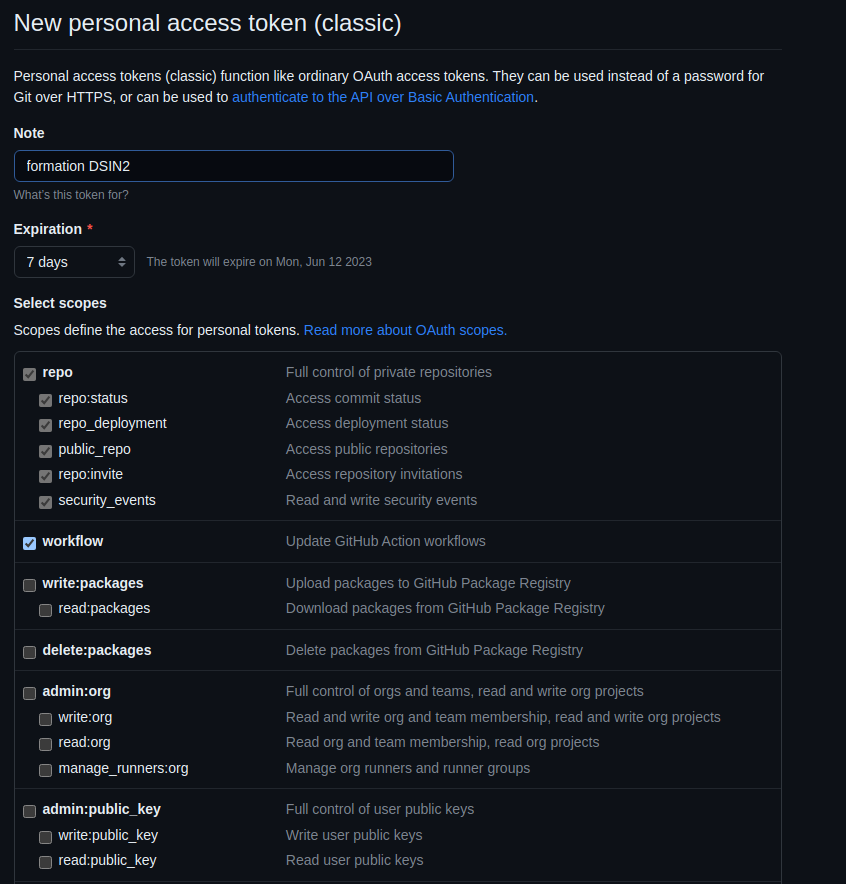 New personal access token (classic)
Personal access tokens (classic) function like ordinary OAuth access tokens. They can be used instead of a password for
Git over HTTPS, or can be used to authenticate to the API over Basic Authentication.
Note
formation DSIN2
What's this token for?
Expiration *
7 days The token will expire on Mon, Jun 12 2023
Select scopes
Scopes define the access for personal tokens. Read more about OAuth scopes.
repo Full control of private repositories
repo:status Access commit status
repo_deployment Access deployment status
public_repo Access public repositories
repo:invite Access repository invitations
security_events Read and write security events
workflow Update GitHub Action workflows
write:packages Upload packages to GitHub Package Registry
read:packages Download packages from GitHub Package Registry
delete:packages Delete packages from GitHub Package Registry
admin:org Full control of orgs and teams, read and write org projects
write:org Read and write org and team membership, read and write org projects
read:org Read org and team membership, read org projects
manage_runners:org Manage org runners and runner groups
admin:public_key Full control of user public keys
write:public_key Write user public keys
read:public_key Read user public keys